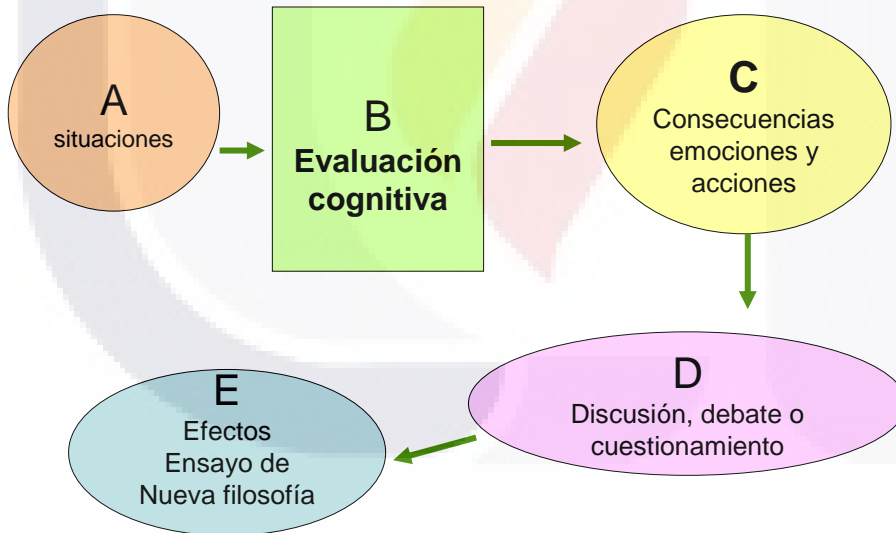 A
situaciones
B
Evaluación
cognitiva
C
Consecuencias
emociones y
acciones
D
Discusión, debate o
cuestionamiento
E
Efectos
Ensayo de
Nueva filosofía